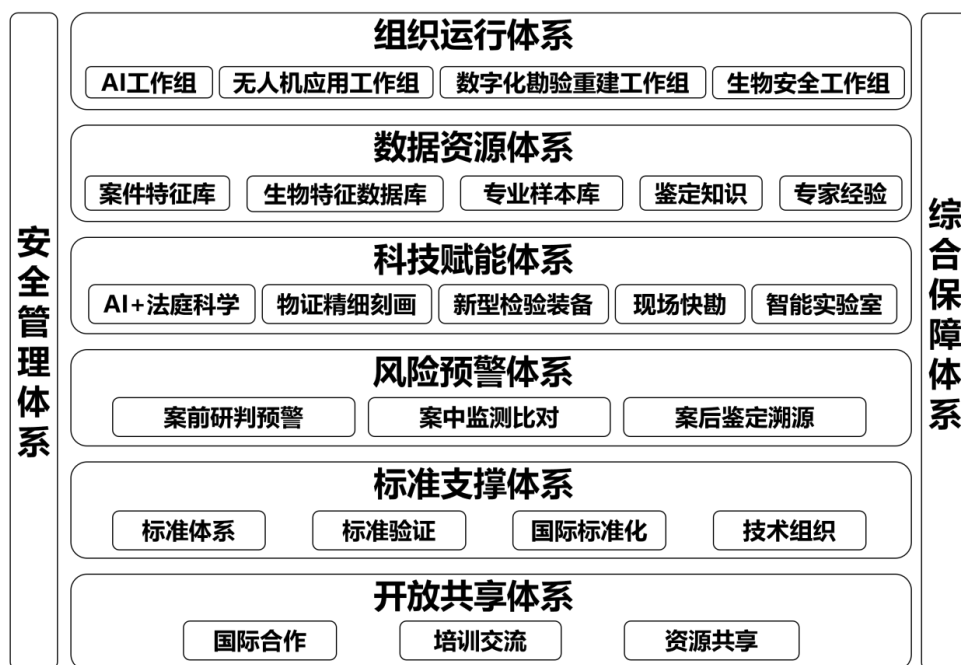 安全管理体系
组织运行体系
AI工作组 无人机应用工作组 数字化勘验重建工作组 生物安全工作组
数据资源体系
案件特征库 生物特征数据库 专业样本库 鉴定知识 专家经验
科技赋能体系
AI+法庭科学 物证精细刻画 新型检验装备 现场快勘 智能实验室
风险预警体系
案前研判预警 案中监测比对 案后鉴定溯源
标准支撑体系
标准体系 标准验证 国际标准化 技术组织
开放共享体系
国际合作 培训交流 资源共享
综合保障体系